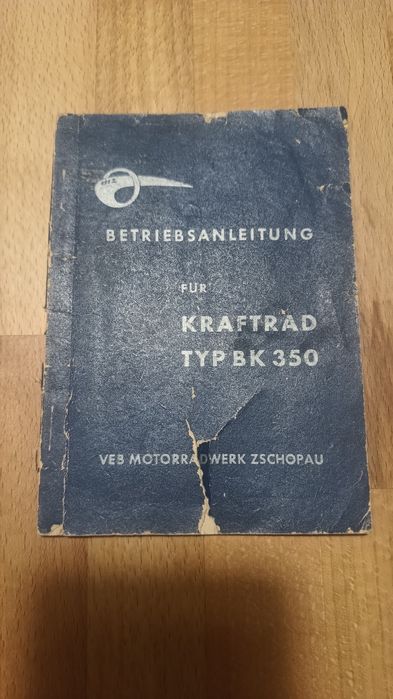 BETRIEBSANLEITUNG
FÜR
KRAFTRAD
TYP BK 350
VEB MOTORRADWERK ZSCHOPAU